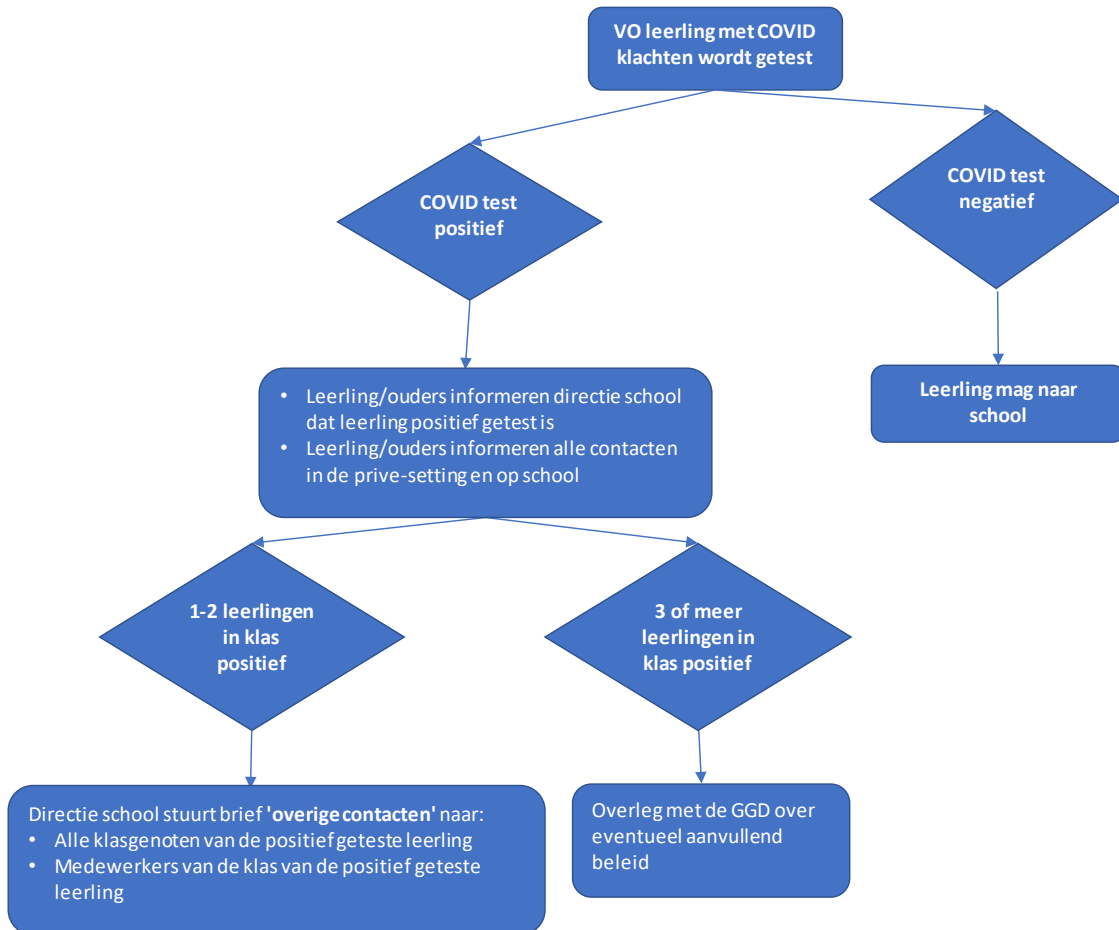 VO leerling met COVID
klachten wordt getest
COVID test
positief
COVID test
negatief
• Leerling/ouders informeren directie school
dat leerling positief getest is
• Leerling/ouders informeren alle contacten
in de prive-setting en op school
Leerling mag naar
school
1-2 leerlingen
in klas
positief
3 of meer
leerlingen in
klas positief
Directie school stuurt brief 'overige contacten' naar:
• Alle klasgenoten van de positief geteste leerling
• Medewerkers van de klas van de positief geteste
leerling
Overleg met de GGD over
eventueel aanvullend
beleid